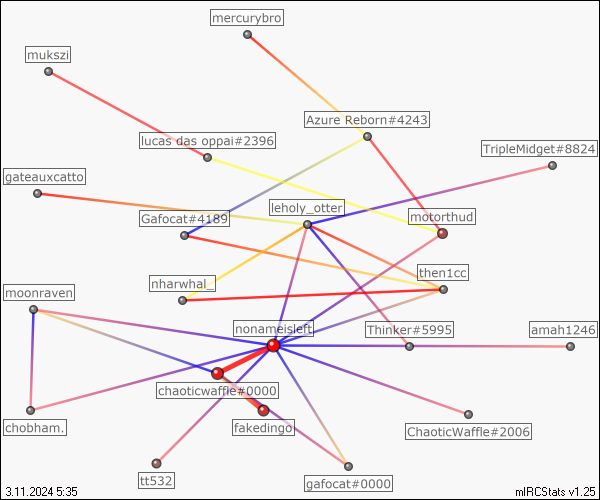 mercurybro
mukszi
Azure Reborn#4243
lucas das oppai#2396
TripleMidget#8824
gateauxcatto
leholy_otter
Gafocat#4189
motorthud
then1cc
nharwhal_
moonraven
nonameisleft
Thinker#5995
amah1246
chaoticwaffle#0000
chobham.
fakedingo
ChaoticWaffle#2006
tt532
gafocat#0000
3.11.2024 5:35
mIRCStats v1.25